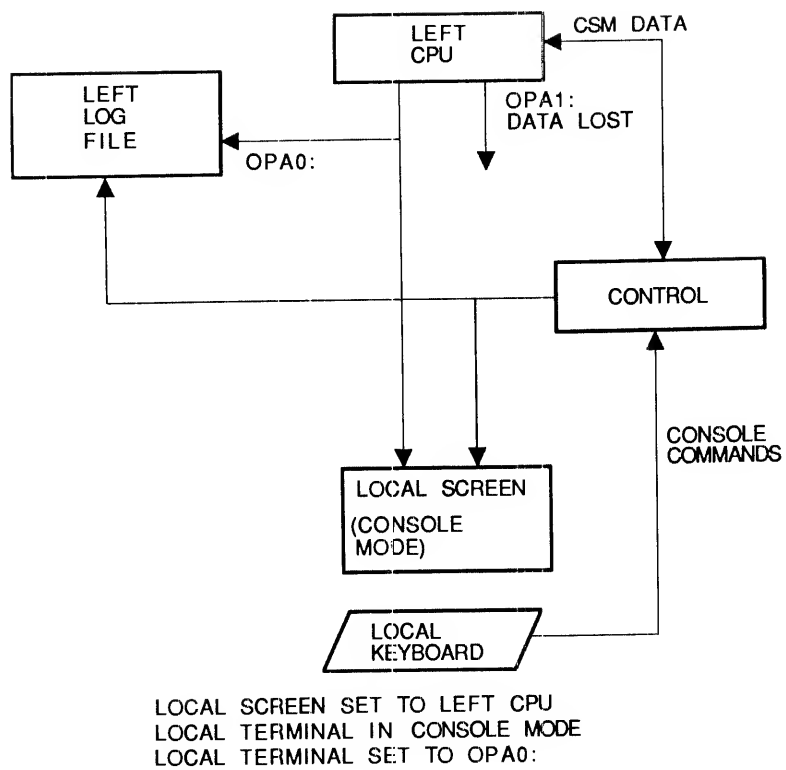 LEFT
CPU
CSM DATA
LEFT
LOG
FILE
OPA1:
DATA LOST
OPA0:
CONTROL
CONSOLE
COMMANDS
LOCAL SCREEN
(CONSOLE
MODE)
LOCAL
KEYBOARD
LOCAL SCREEN SET TO LEFT CPU
LOCAL TERMINAL IN CONSOLE MODE
LOCAL TERMINAL SET TO OPA0: